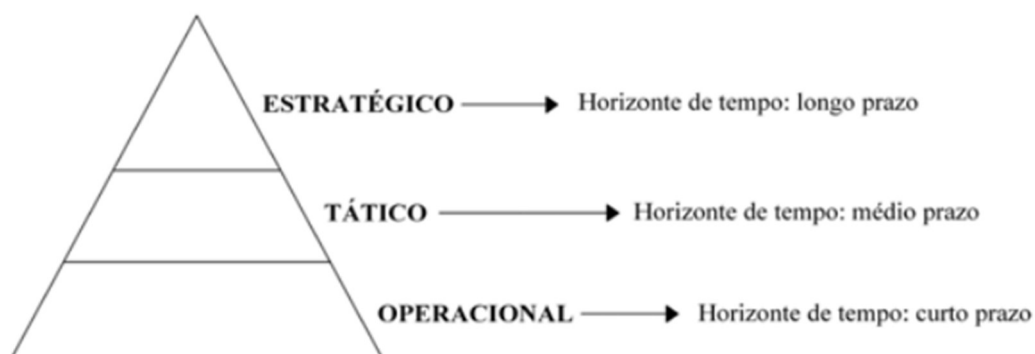 ESTRATÉGICO Horizonte de tempo: longo prazo
TÁTICO Horizonte de tempo: médio prazo
OPERACIONAL Horizonte de tempo: curto prazo